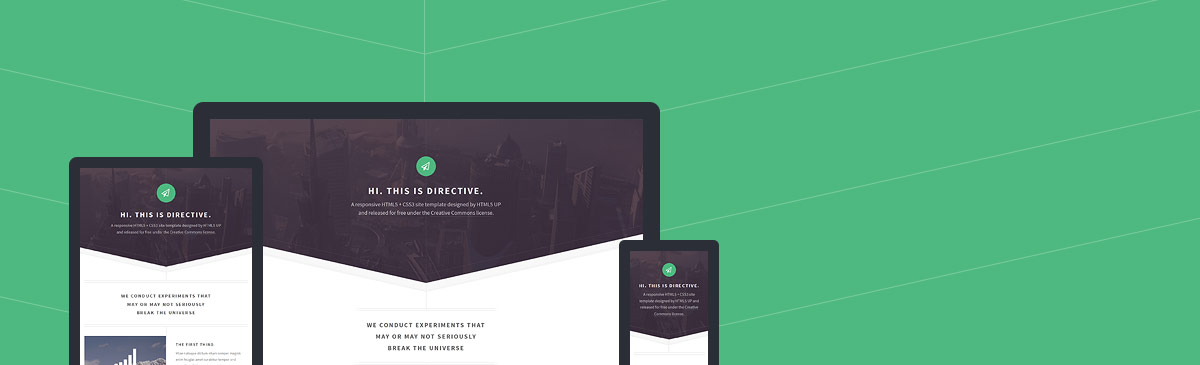 HI. THIS IS DIRECTIVE.
A responsive HTML5 + CSS3 site template designed by HTML5 UP
and released for free under the Creative Commons license.
WE CONDUCT EXPERIMENTS THAT
MAY OR MAY NOT SERIOUSLY
BREAK THE UNIVERSE
HI. THIS IS DIRECTIVE.
A responsive HTML5 + CSS3 site template designed by HTML5 UP
and released for free under the Creative Commons license.
WE CONDUCT EXPERIMENTS THAT
MAY OR MAY NOT SERIOUSLY
BREAK THE UNIVERSE
THE FIRST THING
HI. THIS IS DIRECTIVE.
A responsive HTML5 + CSS3 site
template designed by HTML5 UP and
released for free under the Creative
Commons license.